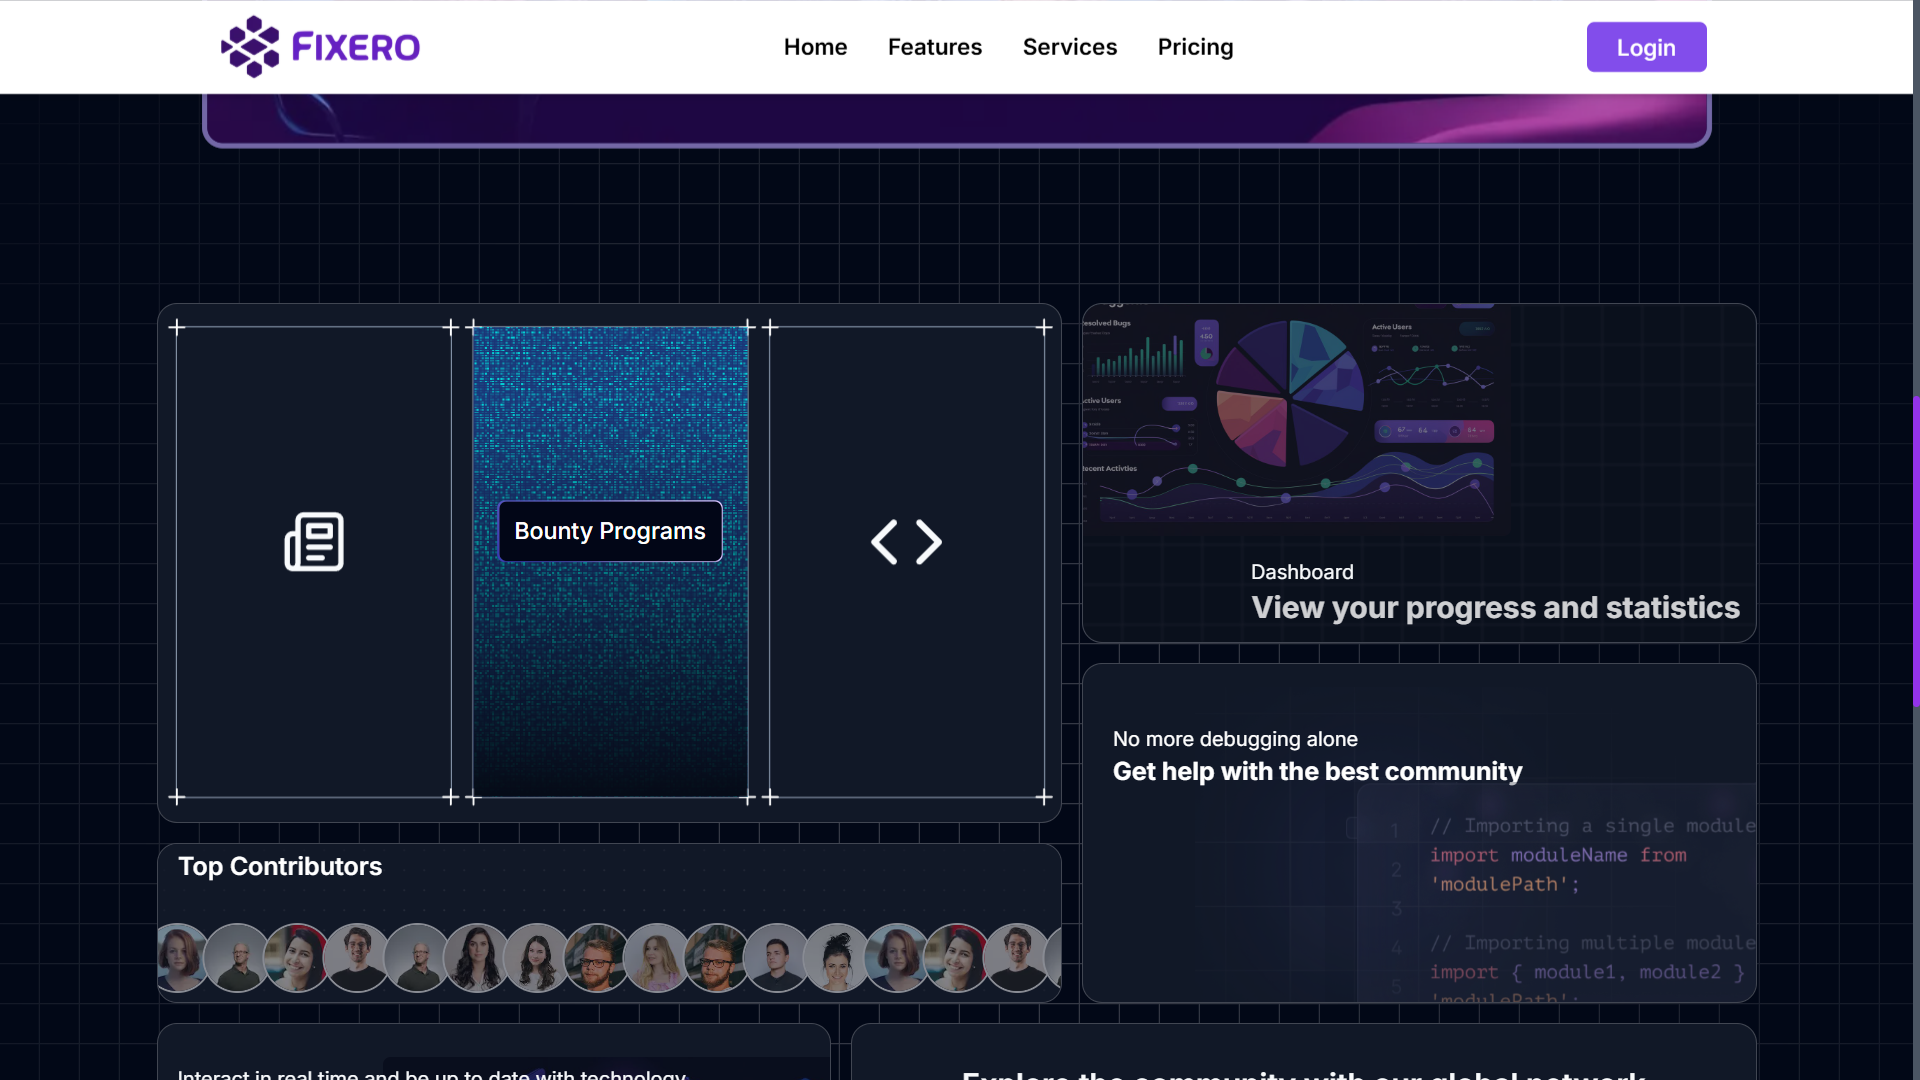 FIXERO
Home
Features
Services
Pricing
Login
Bounty Programs
Resolved Bugs
450
Active Users
Active Users
Recent Activties
Dashboard
View your progress and statistics
No more debugging alone
Get help with the best community
1
// Importing a single module
2
import moduleName from
'modulePath';
3
4
// Importing multiple module
import { module1, module2 }
5
'modulePath';
Top Contributors
Interact in real time and be up to date with technology
Explore the community with our global network